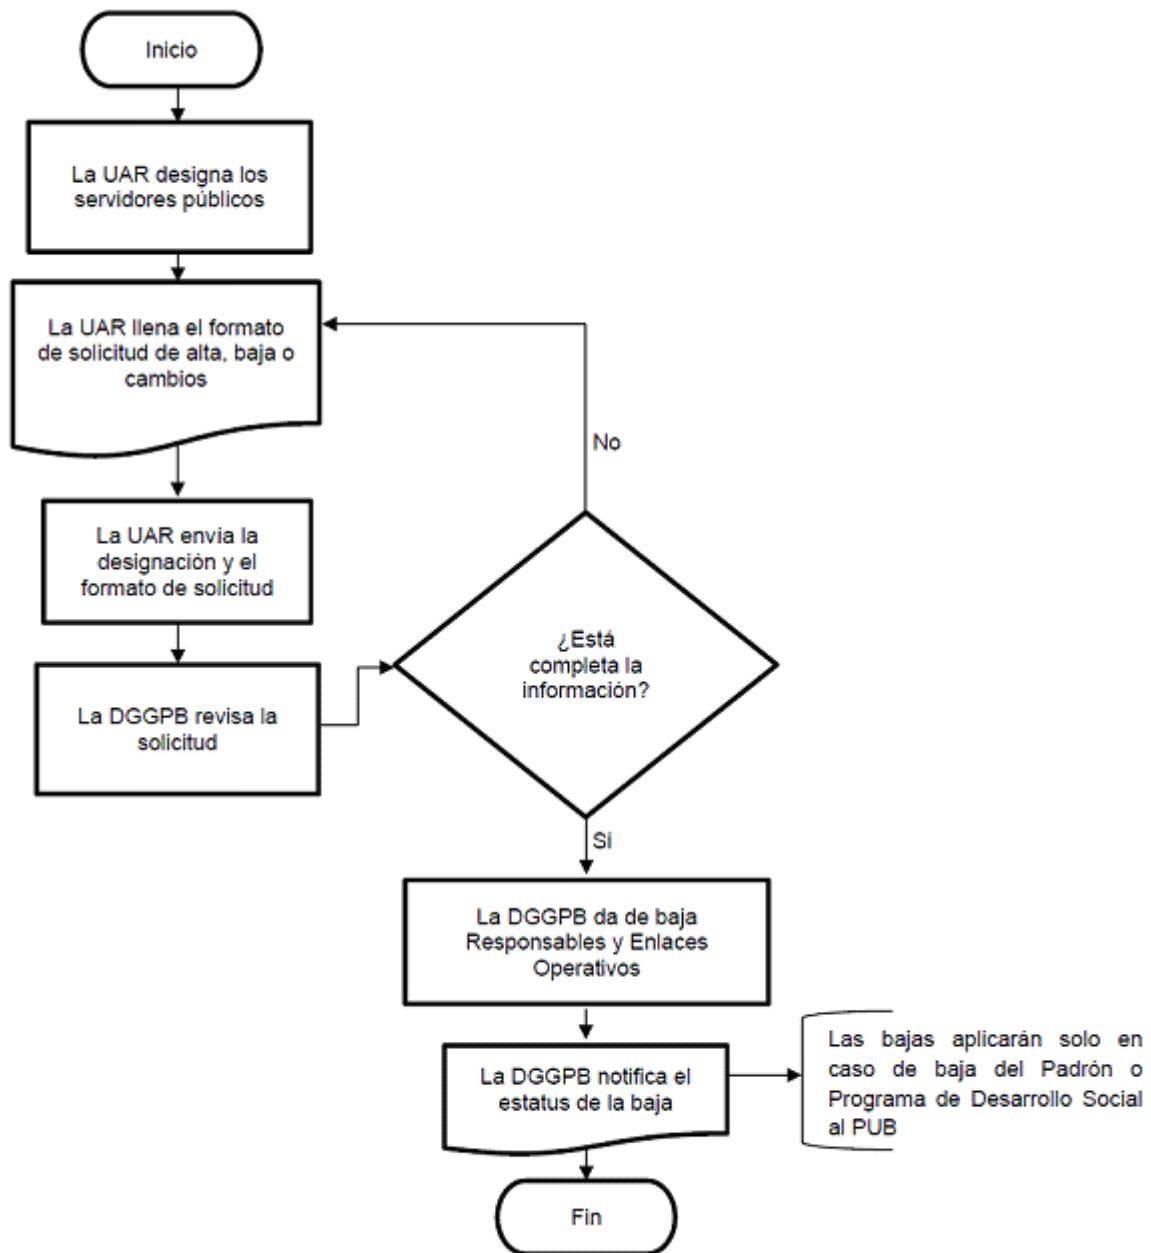 Inicio
La UAR designa los
servidores públicos
La UAR llena el formato
de solicitud de alta, baja o
cambios
No
La UAR envía la
designación y el
formato de solicitud
¿Está
completa la
información?
La DGGPB revisa la
solicitud
Si
La DGGPB da de baja
Responsables y Enlaces
Operativos
La DGGPB notifica el
estatus de la baja
Las bajas aplicarán solo en
caso de baja del Padrón o
Programa de Desarrollo Social
al PUB
Fin